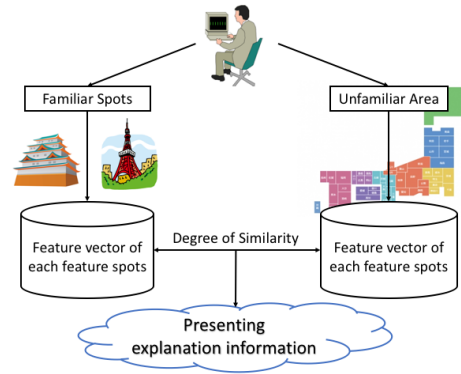 Familiar Spots
Unfamiliar Area
Feature vector of
each feature spots
Degree of Similarity
Feature vector of
each feature spots
Presenting
explanation information